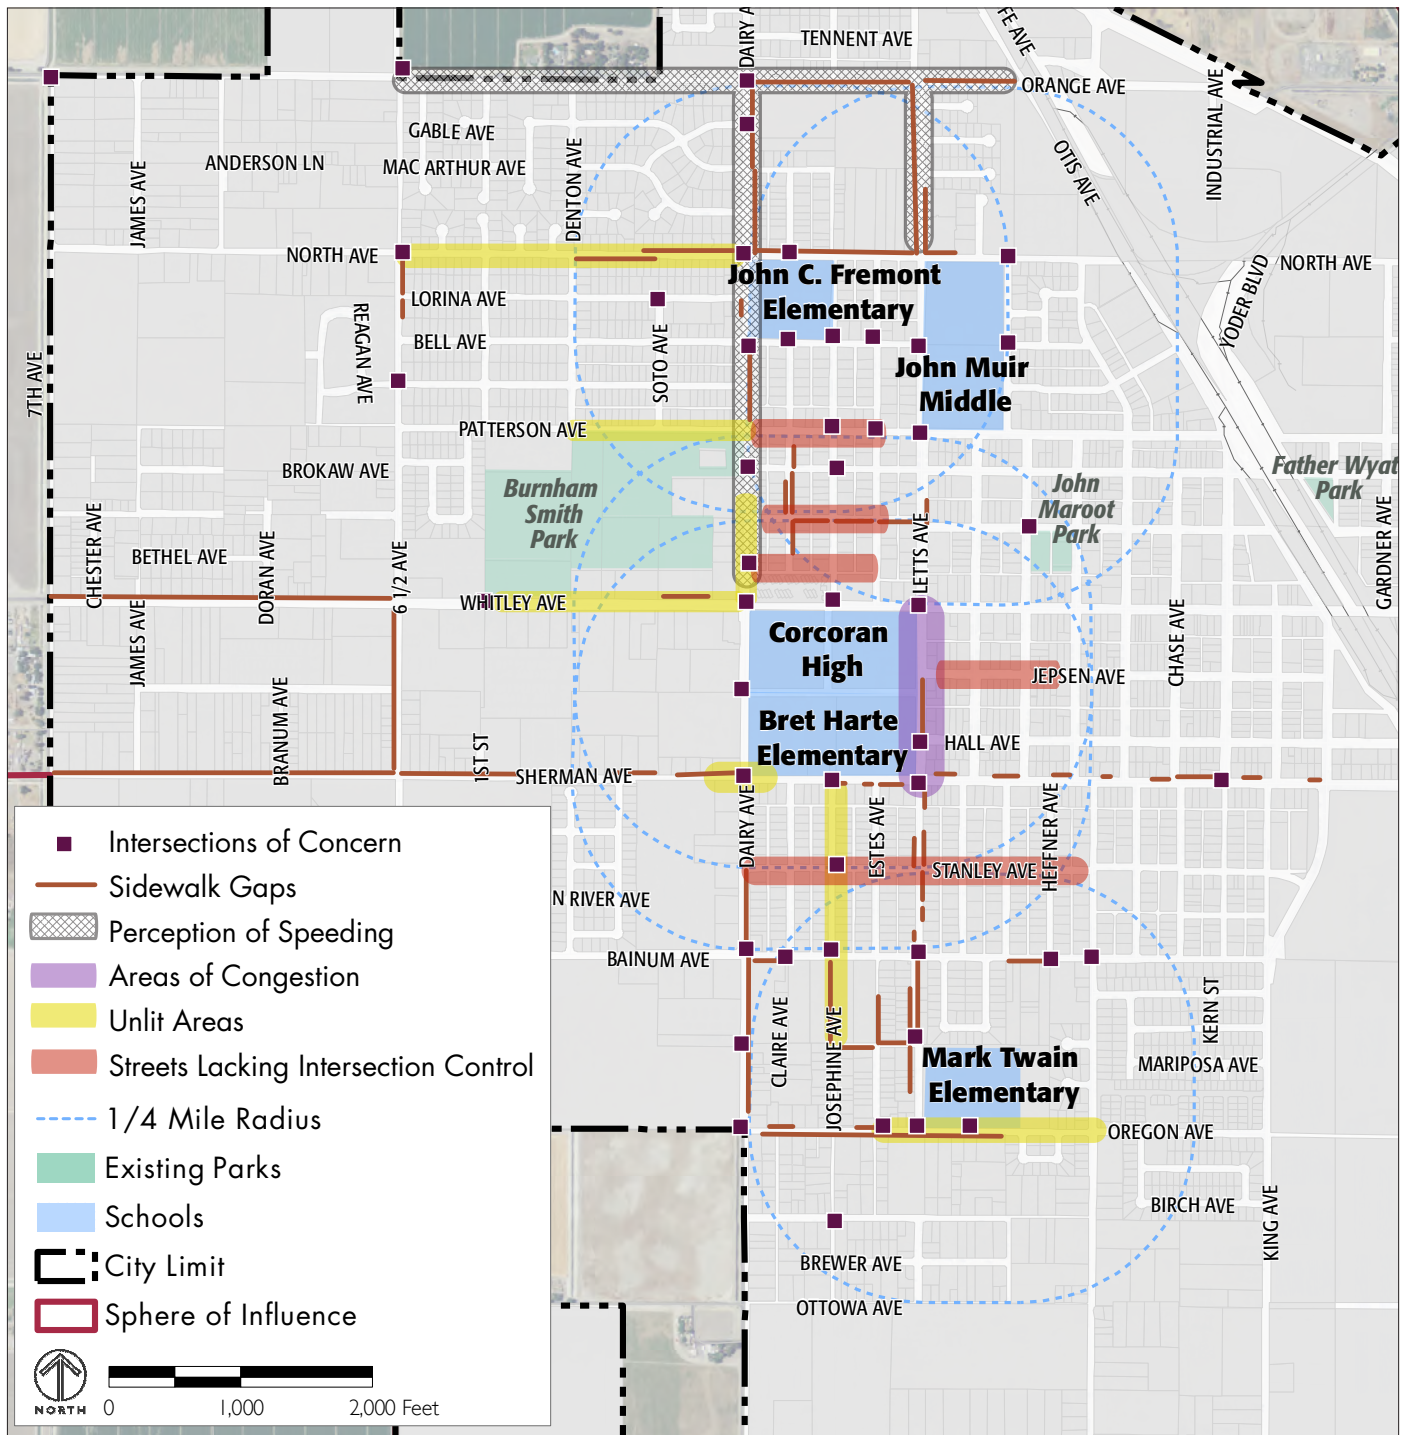 DAIRY A
TENNENT AVE
FE AVE
ORANGE AVE
INDUSTRIAL AVE
GABLE AVE
ANDERSON LN
MAC ARTHUR AVE
DENTON AVE
OTIS AVE
JAMES AVE
NORTH AVE
NORTH AVE
YODER BLVD
John C. Fremont
Elementary
LORINA AVE
REAGAN AVE
BELL AVE
SOTO AVE
7TH AVE
John Muir
Middle
PATTERSON AVE
BROKAW AVE
Burnham
Smith
Park
John
Maroot
Park
Father Wyat
Park
GARDNER AVE
CHESTER AVE
BETHEL AVE
DORAN AVE
6 1/2 AVE
LETTS AVE
WHITLEY AVE
JAMES AVE
CHASE AVE
Corcoran
High
JEPSEN AVE
BRANUM AVE
Bret Harte
Elementary
HALL AVE
1ST ST
SHERMAN AVE
DAIRY AVE
ESTES AVE
HEFFNER AVE
STANLEY AVE
N RIVER AVE
BAINUM AVE
KERN ST
CLAIRE AVE
JOSEPHINE AVE
Mark Twain
Elementary
MARIPOSA AVE
OREGON AVE
BIRCH AVE
KING AVE
BREWER AVE
OTTOWA AVE
Intersections of Concern
Sidewalk Gaps
Perception of Speeding
Areas of Congestion
Unlit Areas
Streets Lacking Intersection Control
1/4 Mile Radius
Existing Parks
Schools
City Limit
Sphere of Influence
NORTH
0 1,000 2,000 Feet